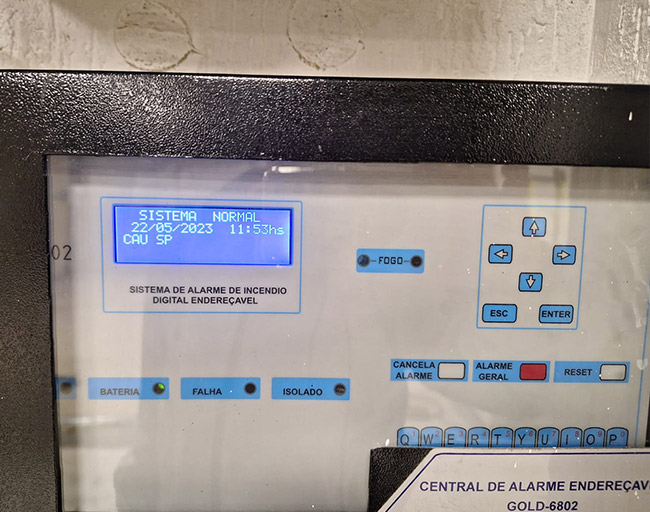 SISTEMA NORMAL
22/05/2023 11:53hs
CAU SP
02
SISTEMA DE ALARME DE INCENDIO
DIGITAL ENDEREÇAVEL
FOGO
ESC
ENTER
CANCELA
ALARME
ALARME
GERAL
RESET
BATERIA
FALHA
ISOLADO
Q W E R T Y U I O P
CENTRAL DE ALARME ENDEREÇAV
GOLD-6802